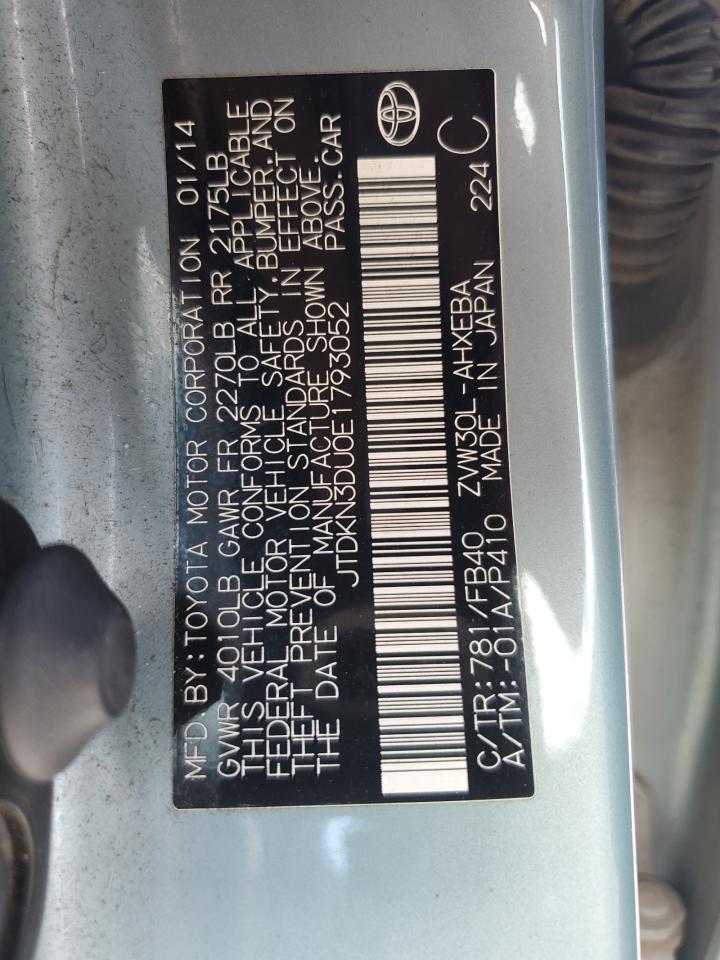 MFD. BY: TOYOTA MOTOR CORPORATION 01/14
GVWR 4010LB GAWR FR 2270LB RR 2175LB
THIS VEHICLE CONFORMS TO ALL APPLICABLE
FEDERAL MOTOR VEHICLE SAFETY, BUMPER, AND
THEFT PREVENTION STANDARDS IN EFFECT ON
THE DATE OF MANUFACTURE SHOWN ABOVE.
JTDKN3DU0E1793052 PASS. CAR
C/TR: 781/FB40 ZVW30L-AHXEBA 224 C
A/TM: -01A/P410 MADE IN JAPAN